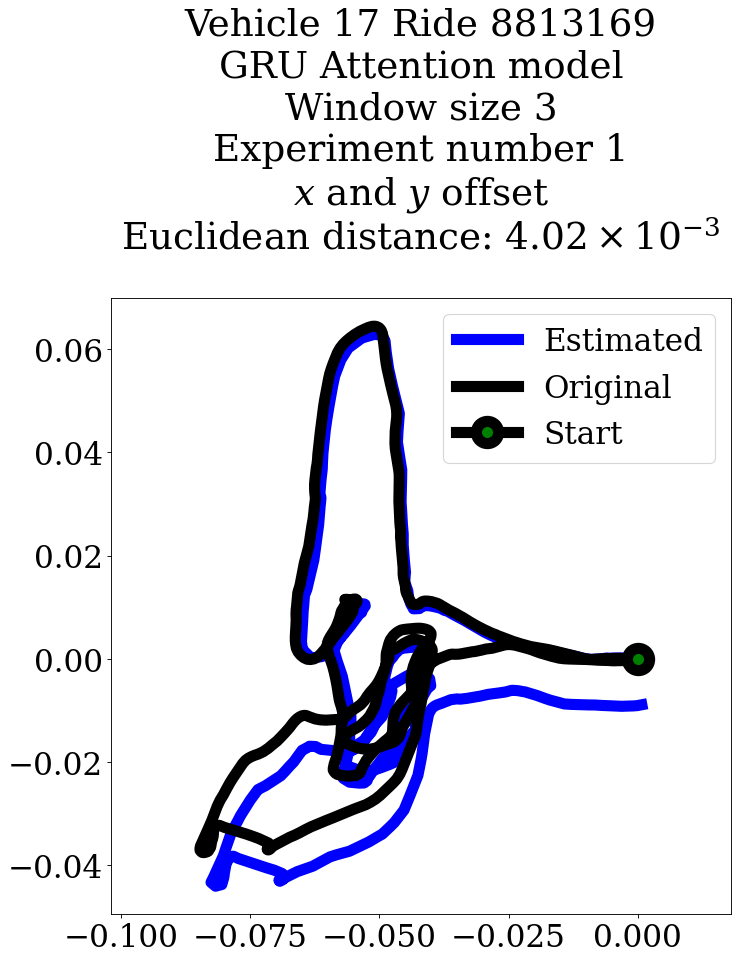 Vehicle 17 Ride 8813169
GRU Attention model
Window size 3
Experiment number 1
x and y offset
Euclidean distance: 4.02 × 10⁻³
Estimated
Original
Start
0.06
0.04
0.02
0.00
−0.02
−0.04
−0.100 −0.075 −0.050 −0.025 0.000